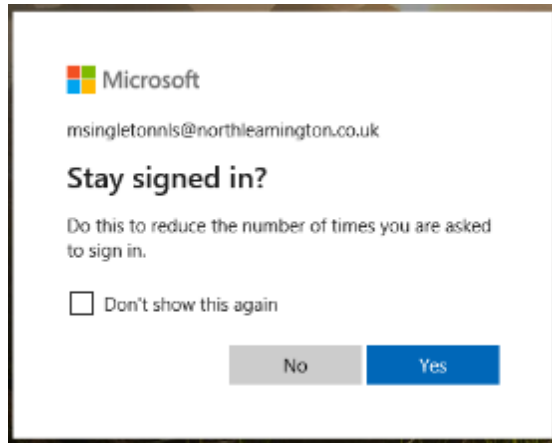 Microsoft
msingletonnls@northleamington.co.uk
Stay signed in?
Do this to reduce the number of times you are asked
to sign in.
Don't show this again
No
Yes